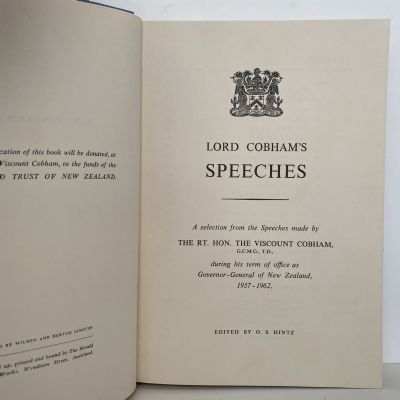 cation of this book will be donated, at
Viscount Cobham, to the funds of the
D TRUST OF NEW ZEALAND.
D BY WILSON AND HORTON LIMITED
t up, printed and bound by The Herald
Works, Wyndham Street, Auckland.
LORD COBHAM'S
SPEECHES
A selection from the Speeches made by
THE RT. HON. THE VISCOUNT COBHAM,
G.C.M.G., T.D.,
during his term of office as
Governor-General of New Zealand,
1957-1962,
EDITED BY O. S. HINTZ